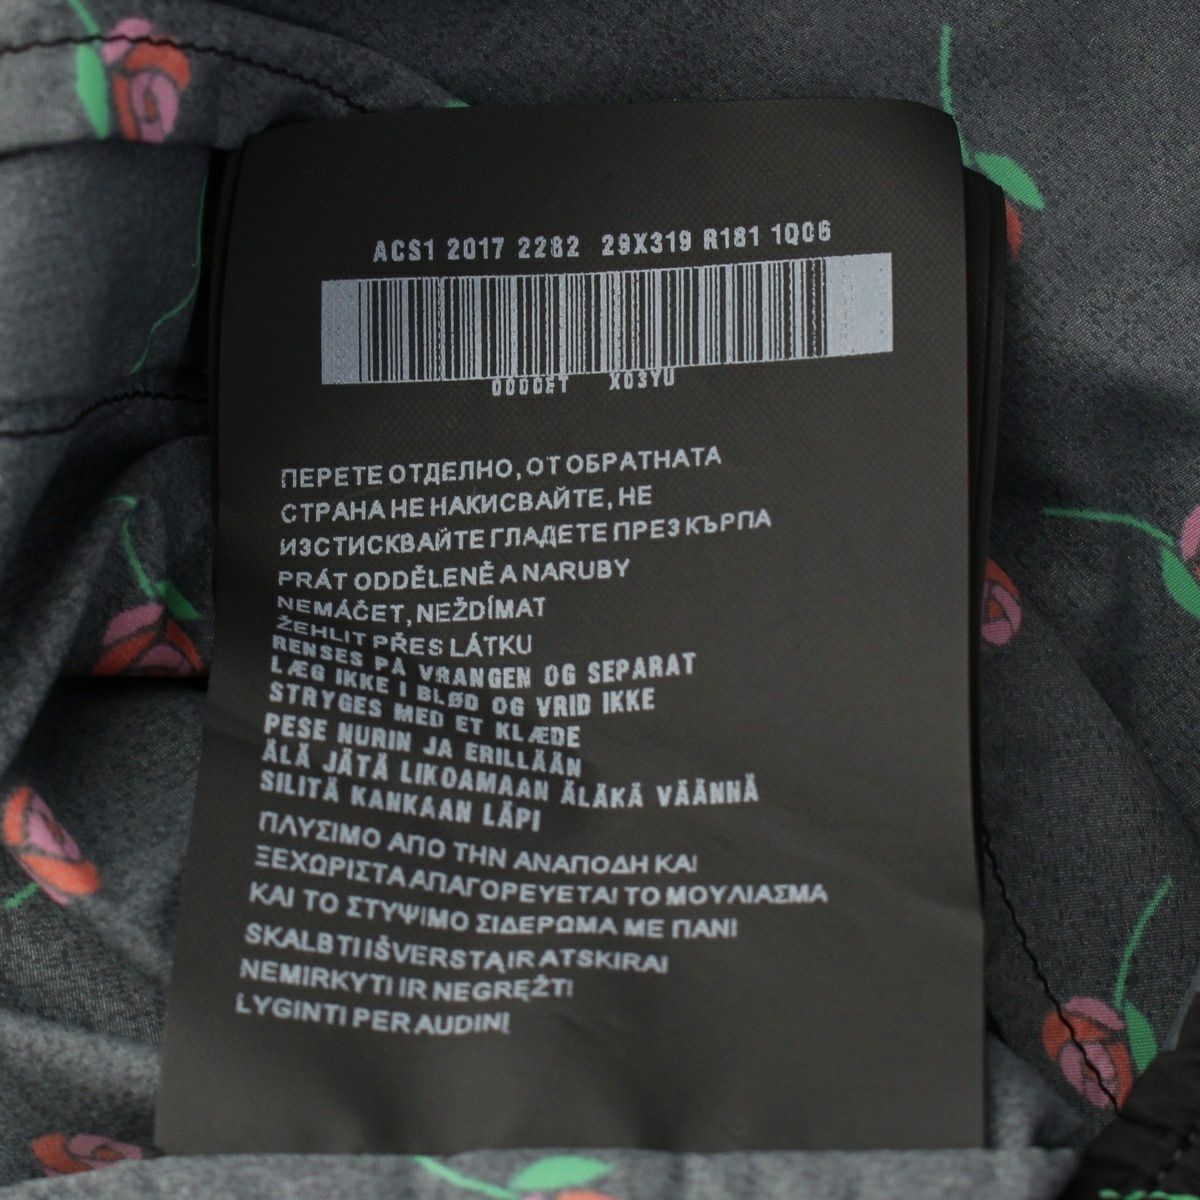 ACS1 2017 2282 29X319 R181 1Q06
X03YU
ПЕРЕТЕ ОТДЕЛНО, ОТ ОБРАТНАТА
СТРАНА НЕ НАКИСВАЙТЕ, НЕ
ИЗСТИСКВАЙТЕ ГЛАДЕТЕ ПРЕЗ КЪРПА
PRÁT ODDĚLENĚ A NARUBY
NEMÁČET, NEŽDÍMAT
ŽEHLIT PŘES LÁTKU
RENSES PÅ VRANGEN OG SEPARAT
LÆG IKKE I BLØD OG VRID IKKE
STRYGES MED ET KLÆDE
PESE NURIN JA ERILLÄÄN
ÄLÄ JÄTÄ LIKOAMAAN ÄLÄKÄ VÄÄNNÄ
SILITÄ KANKAAN LÄPI
ΠΛΥΣΙΜΟ ΑΠΟ ΤΗΝ ΑΝΑΠΟΔΗ ΚΑΙ
ΞΕΧΩΡΙΣΤΑ ΑΠΑΓΟΡΕΥΕΤΑΙ ΤΟ ΜΟΥΛΙΑΣΜΑ
ΚΑΙ ΤΟ ΣΤΥΨΙΜΟ ΣΙΔΕΡΩΜΑ ΜΕ ΠΑΝΙ
SKALBTI IŠVERSTĄ IR ATSKIRAI
NEMIRKYTI IR NEGRĘŽTI
LYGINTI PER AUDINĮ